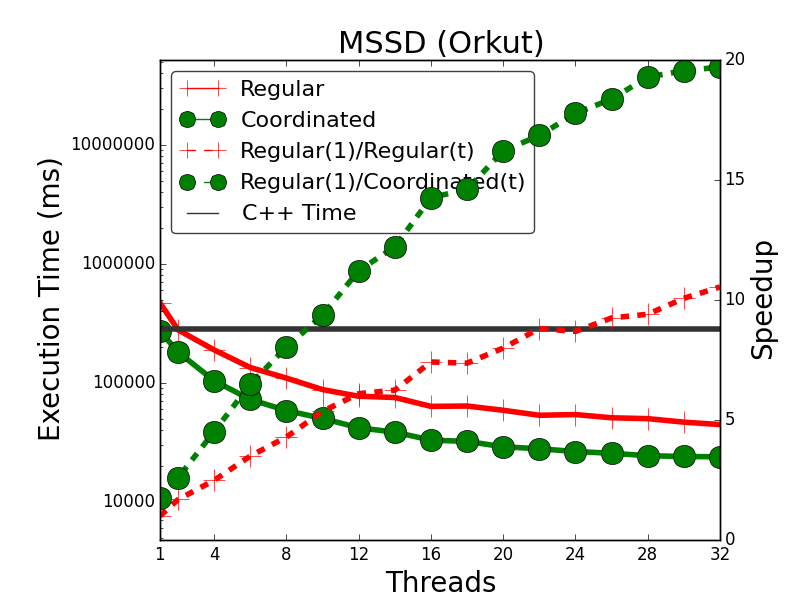 MSSD (Orkut)
Regular
Coordinated
Regular(1)/Regular(t)
Regular(1)/Coordinated(t)
C++ Time
Execution Time (ms)
10000000
1000000
100000
10000
20
15
10
5
0
Speedup
1 4 8 12 16 20 24 28 32
Threads